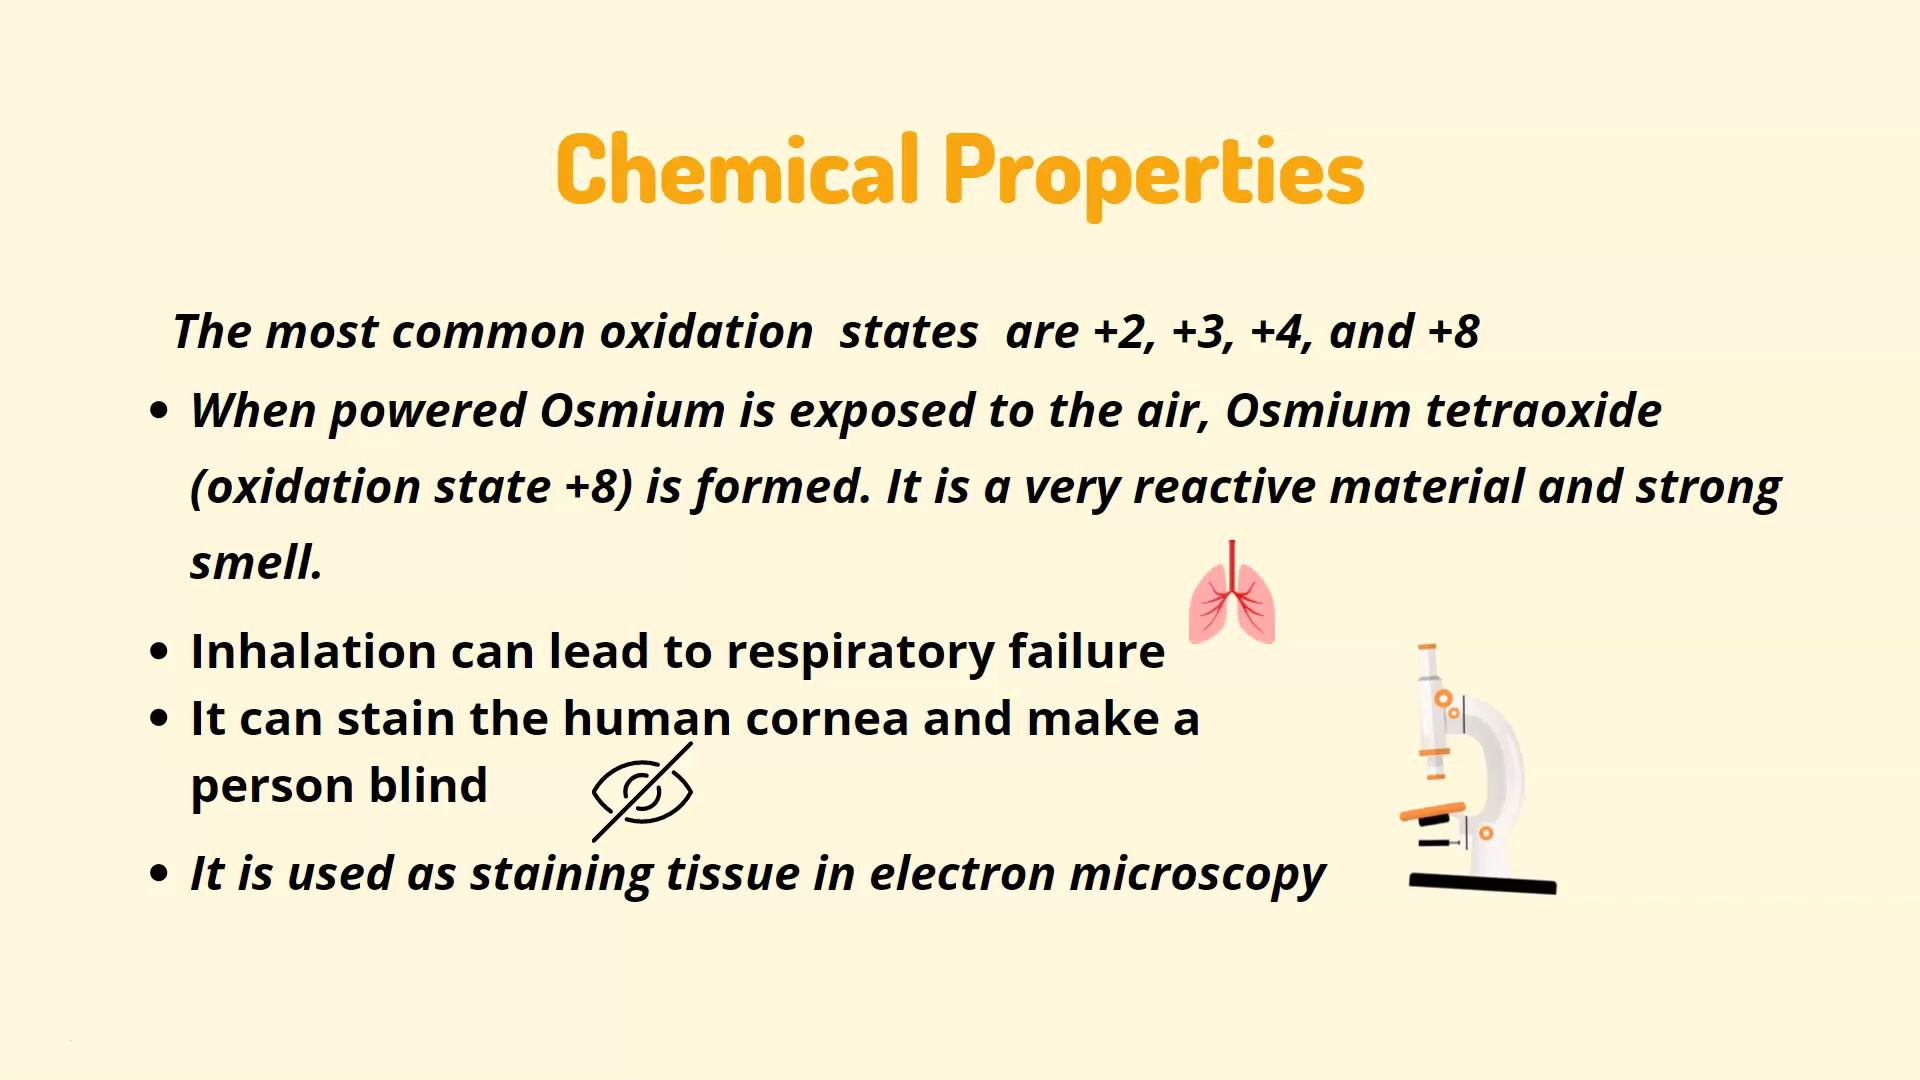 Chemical Properties
The most common oxidation states are +2, +3, +4, and +8
• When powered Osmium is exposed to the air, Osmium tetraoxide
(oxidation state +8) is formed. It is a very reactive material and strong
smell.
• Inhalation can lead to respiratory failure
• It can stain the human cornea and make a
person blind
• It is used as staining tissue in electron microscopy